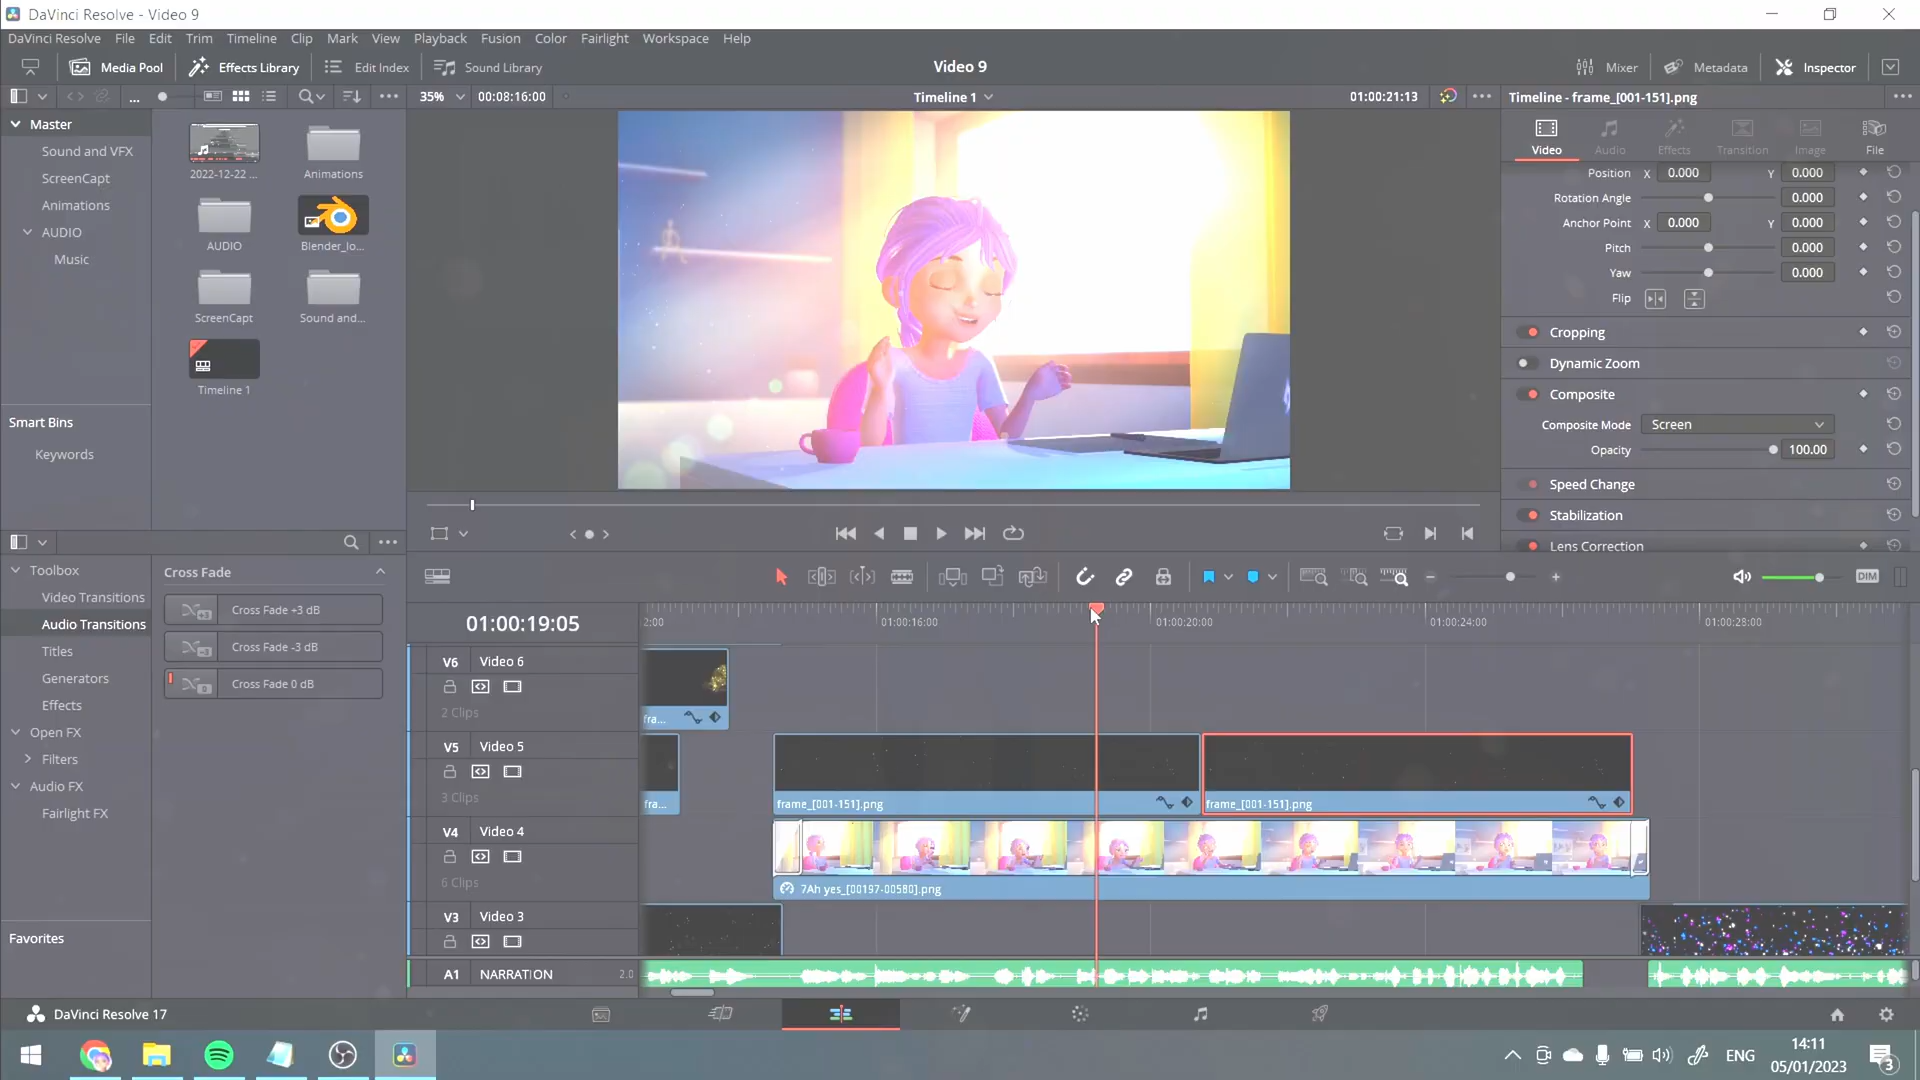 DaVinci Resolve - Video 9
DaVinci Resolve File Edit Trim Timeline Clip Mark View Playback Fusion Color Fairlight Workspace Help
Media Pool Effects Library Edit Index Sound Library Video 9 Mixer Metadata Inspector
35% 00:08:16:00 Timeline 1 01:00:21:13 Timeline - frame_[001-151].png
Master
Sound and VFX
ScreenCapt
Animations
AUDIO
Music
Smart Bins
Keywords
2022-12-22 ...
Animations
AUDIO
Blender_lo...
ScreenCapt
Sound and...
Timeline 1
Video Audio Effects Transition Image File
Position X 0.000 Y 0.000
Rotation Angle 0.000
Anchor Point X 0.000 Y 0.000
Pitch 0.000
Yaw 0.000
Flip
Cropping
Dynamic Zoom
Composite
Composite Mode Screen
Opacity 100.00
Speed Change
Stabilization
Lens Correction
Toolbox
Video Transitions
Audio Transitions
Titles
Generators
Effects
Open FX
Filters
Audio FX
Fairlight FX
Favorites
Cross Fade
Cross Fade +3 dB
Cross Fade -3 dB
Cross Fade 0 dB
DIM
01:00:19:05 2:00 01:00:16:00 01:00:20:00 01:00:24:00 01:00:28:00
V6 Video 6
2 Clips
fra...
V5 Video 5
3 Clips
fra... frame_[001-151].png frame_[001-151].png
V4 Video 4
6 Clips
7Ah yes_[00197-00580].png
V3 Video 3
A1 NARRATION 2.0
DaVinci Resolve 17
ENG
14:11
05/01/2023
3